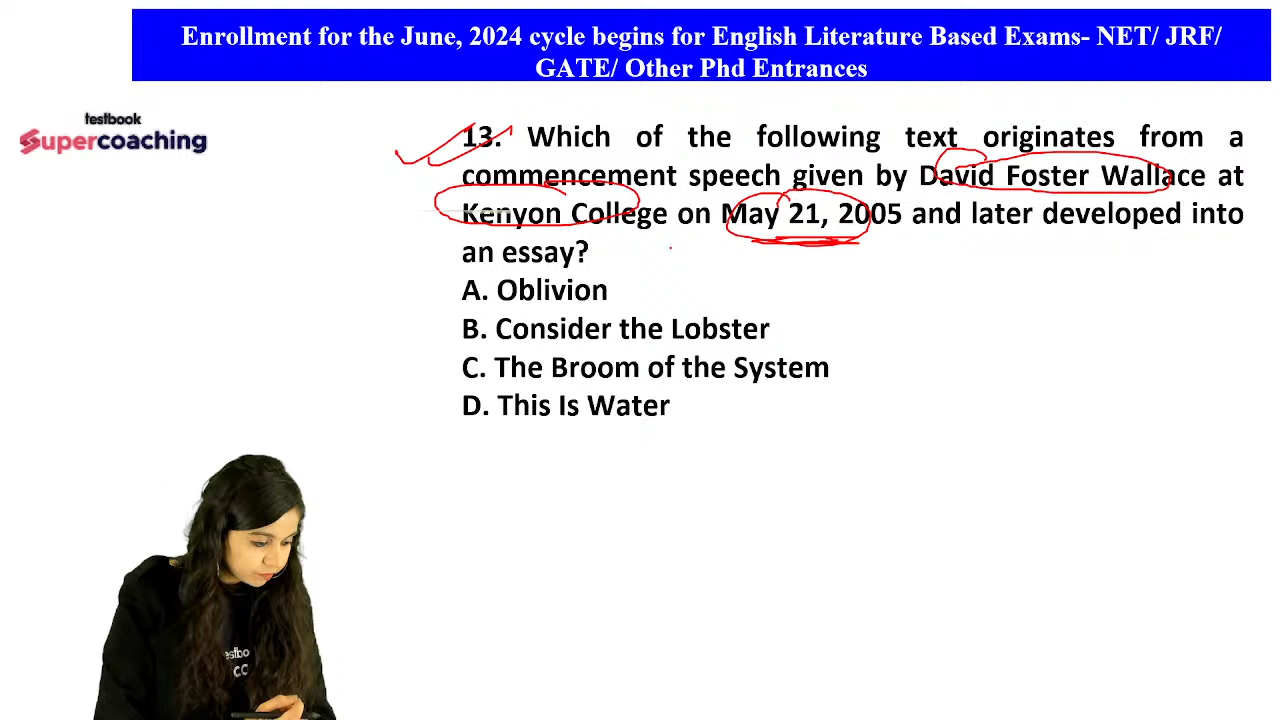 Enrollment for the June, 2024 cycle begins for English Literature Based Exams- NET/ JRF/
GATE/ Other Phd Entrances
testbook
Supercoaching
13. Which of the following text originates from a
commencement speech given by David Foster Wallace at
Kenyon College on May 21, 2005 and later developed into
an essay?
A. Oblivion
B. Consider the Lobster
C. The Broom of the System
D. This Is Water